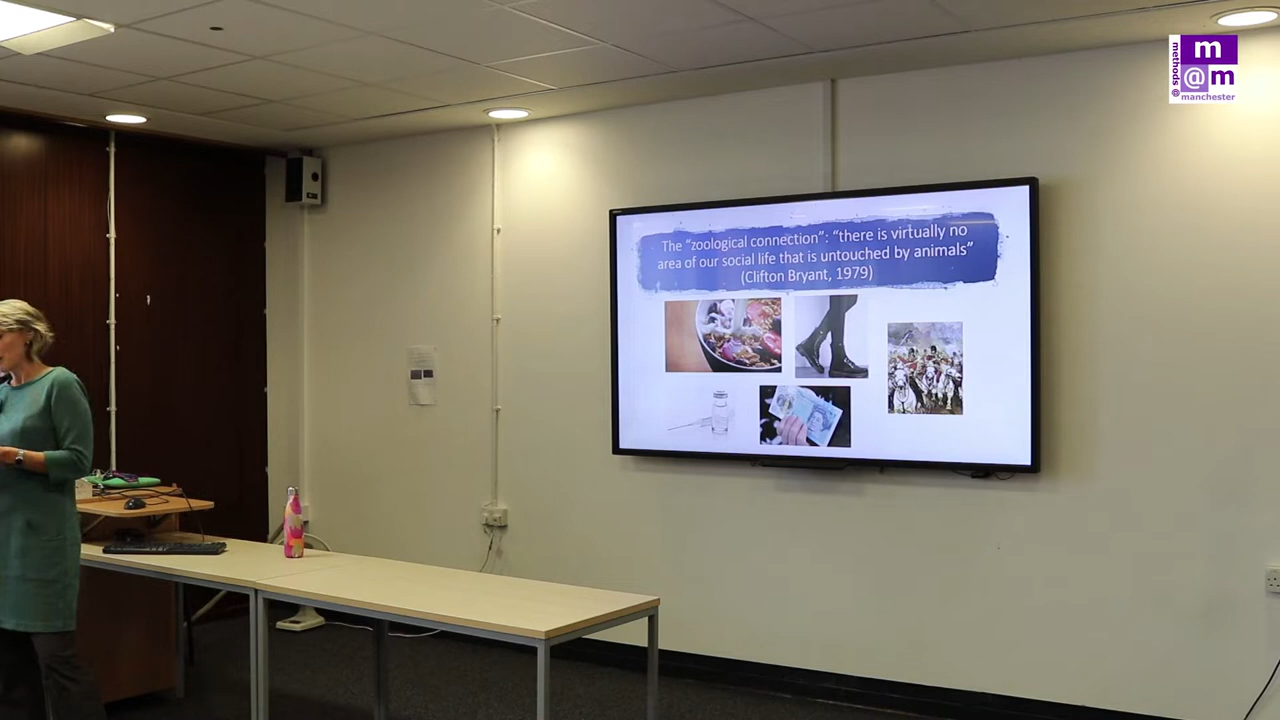 m
@m
methods @
manchester
The “zoological connection”: “there is virtually no
area of our social life that is untouched by animals”
(Clifton Bryant, 1979)